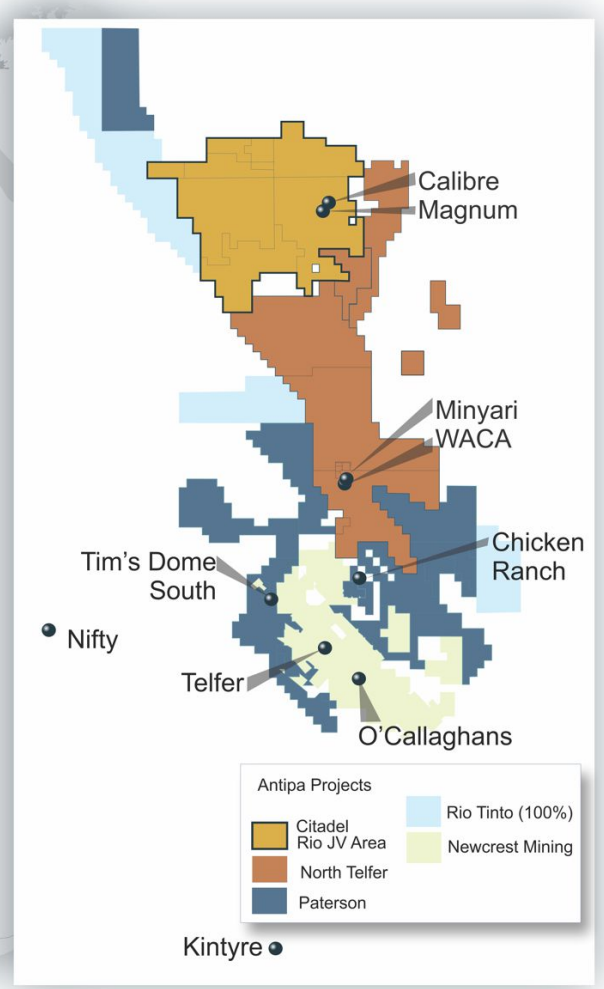 Calibre
Magnum
Minyari
WACA
Chicken
Ranch
Tim's Dome
South
Nifty
Telfer
O'Callaghans
Antipa Projects
Citadel
Rio JV Area
North Telfer
Paterson
Rio Tinto (100%)
Newcrest Mining
Kintyre